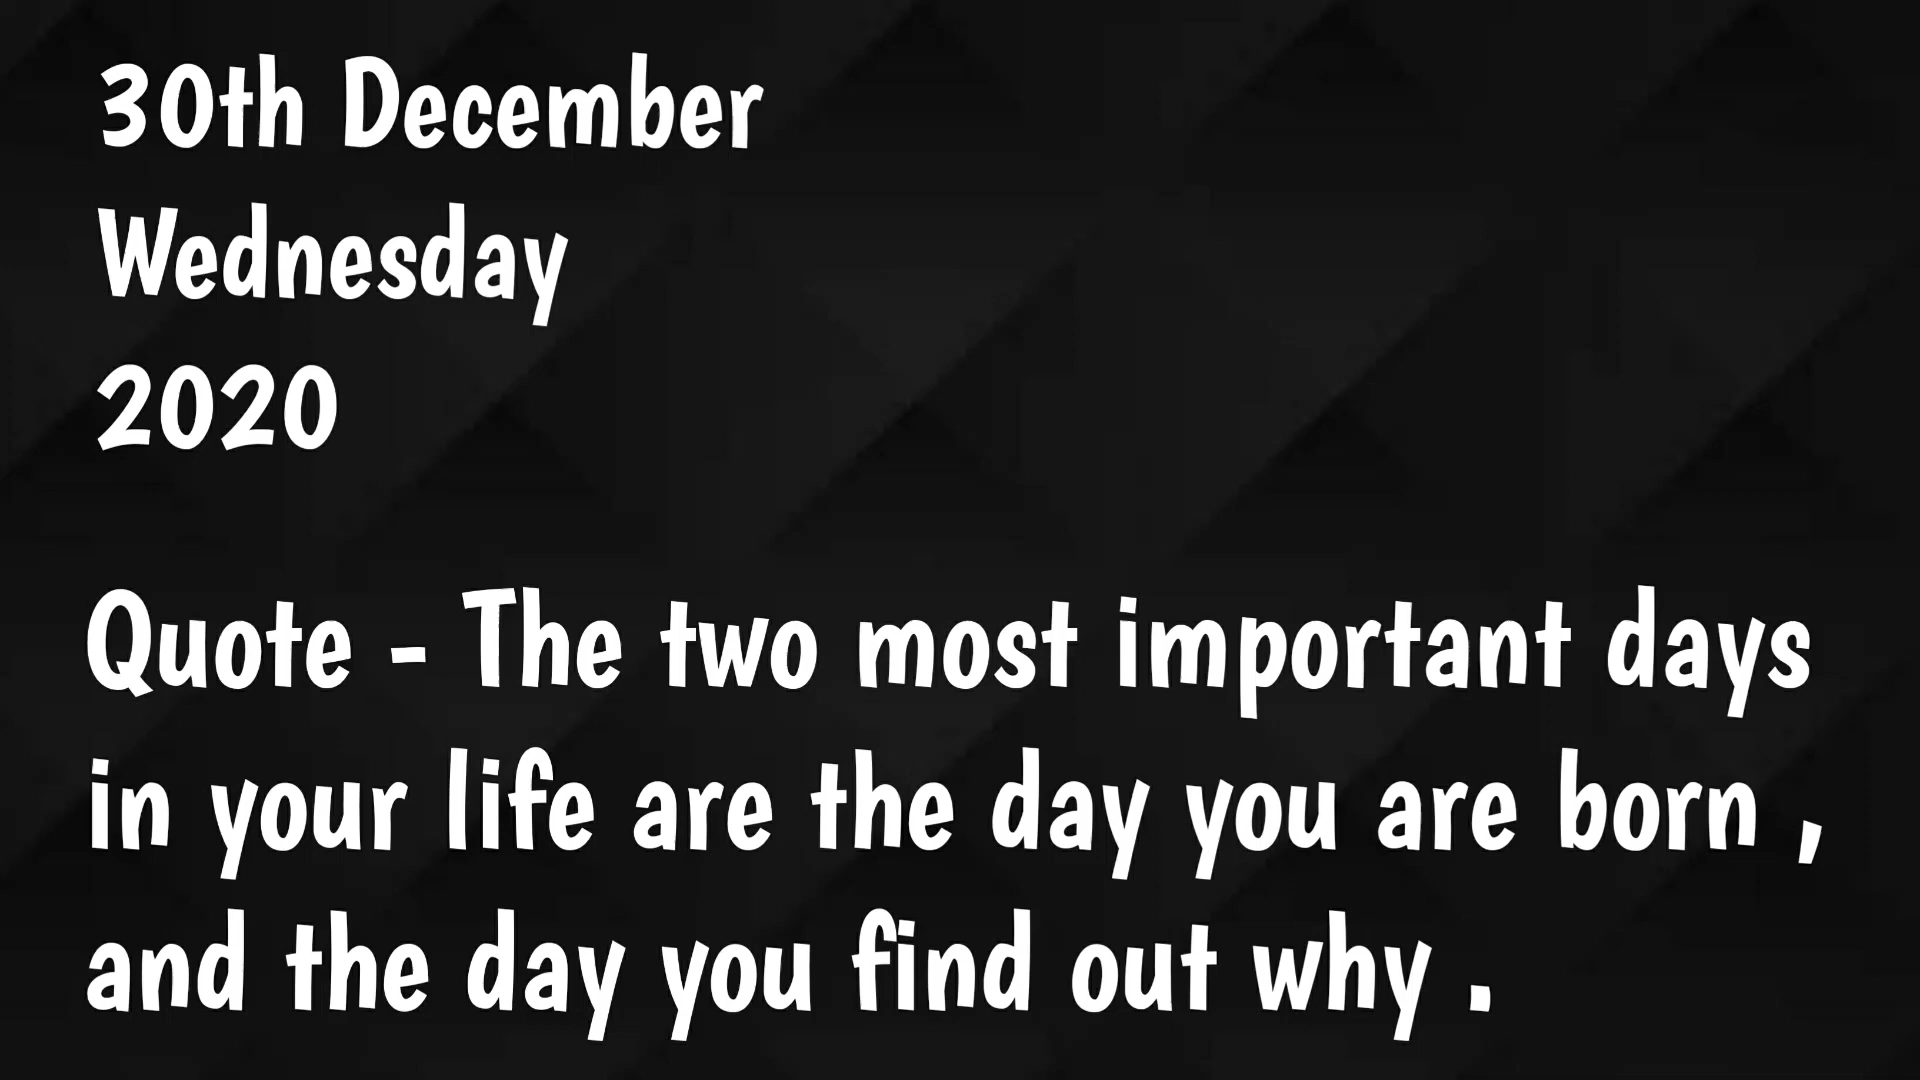 30th December
Wednesday
2020
Quote - The two most important days
in your life are the day you are born ,
and the day you find out why .